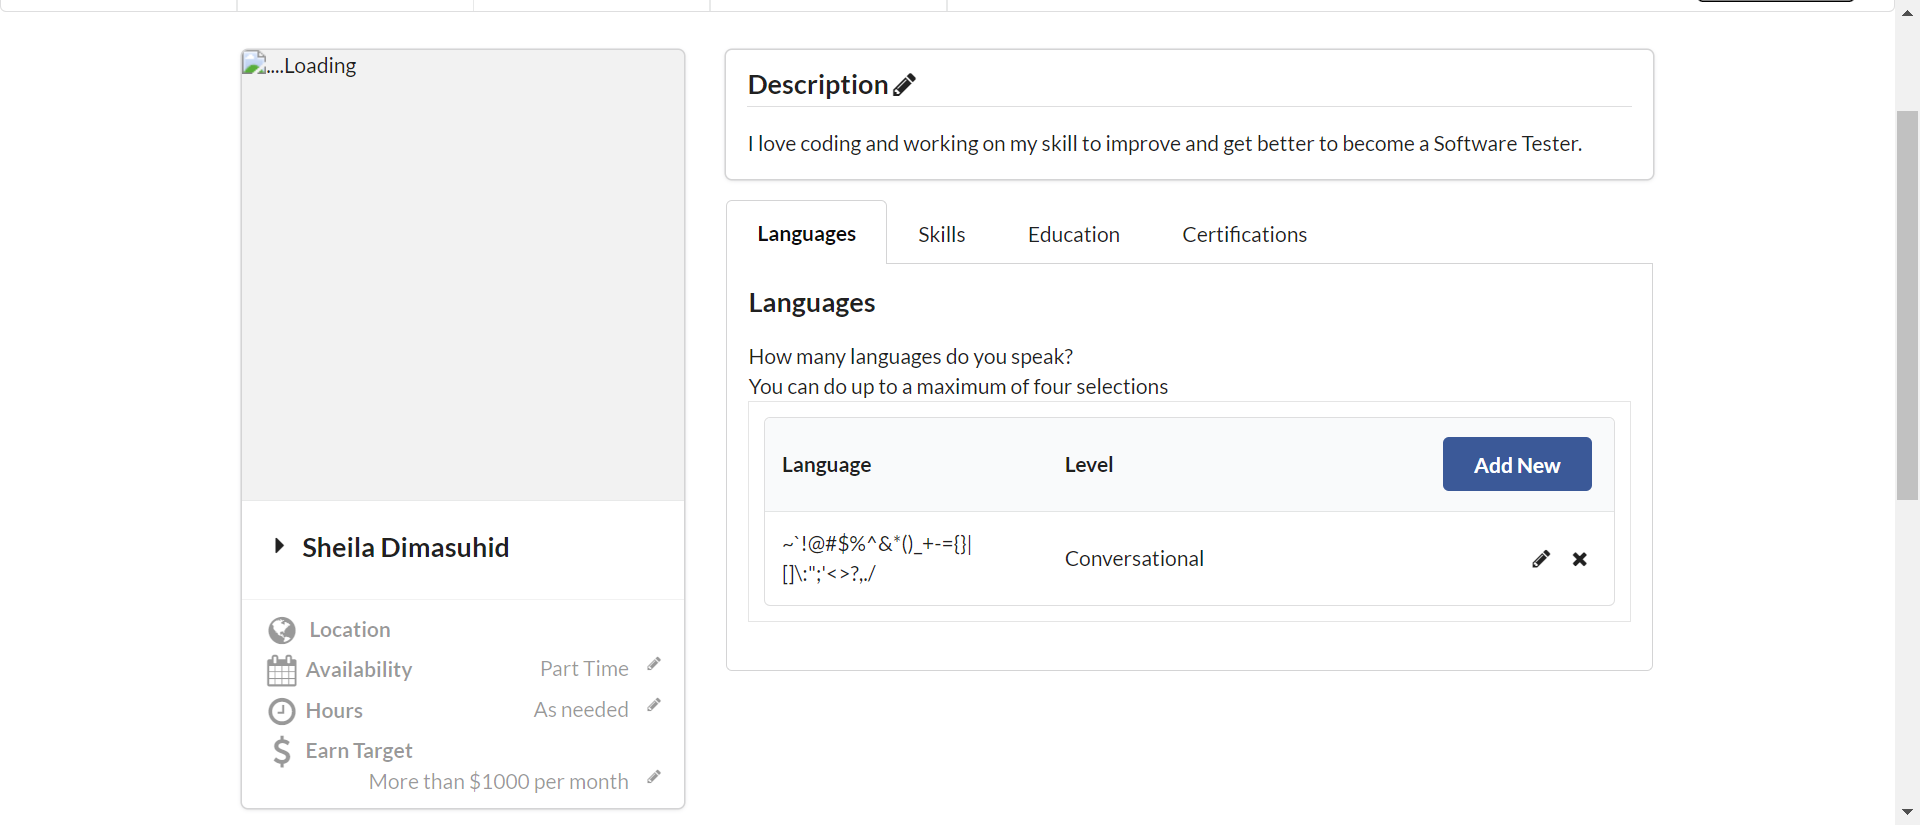 ....Loading
Sheila Dimasuhid
Location
Availability Part Time
Hours As needed
Earn Target
More than $1000 per month
Description
I love coding and working on my skill to improve and get better to become a Software Tester.
Languages Skills Education Certifications
Languages
How many languages do you speak?
You can do up to a maximum of four selections
Language Level Add New
~`!@#$%^&*()_+-={}|
[]\:";'<>?,./
Conversational